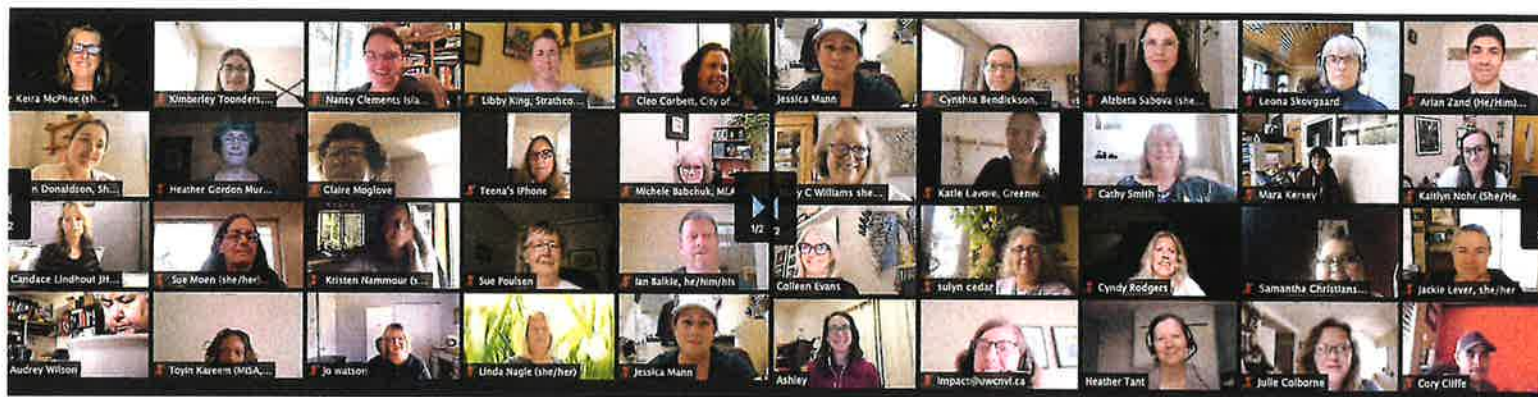 Keira McPhee (sh...
Kimberley Toonders,...
Nancy Clements Isla...
Libby King, Strathco...
Cleo Corbett, City of
Jessica Mann
Cynthia Bendickson,
Alzbeta Sabova (she...
Leona Skovgaard
Arian Zand (He/Him)...
n Donaldson, Sh...
Heather Gordon Mur...
Claire Moglove
Teena's iPhone
Michele Babchuk, MLA
y C Williams she...
Katie Lavoie, Greenw
Cathy Smith
Mara Kersey
Kaitlyn Nohr (She/He...
Candace Lindhout JH...
Sue Moen (she/her)
Kristen Nammour (s...
Sue Poulsen
Ian Baikie, he/him/his
1/2
Colleen Evans
sulyn cedar
Cyndy Rodgers
Samantha Christians...
Jackie Lever, she/her
Audrey Wilson
Toyin Kareem (MISA,...
Jo watson
Linda Nagle (she/her)
Jessica Mann
Ashley
impact@uwcnvi.ca
Heather Tant
Julie Colborne
Cory Cliffe